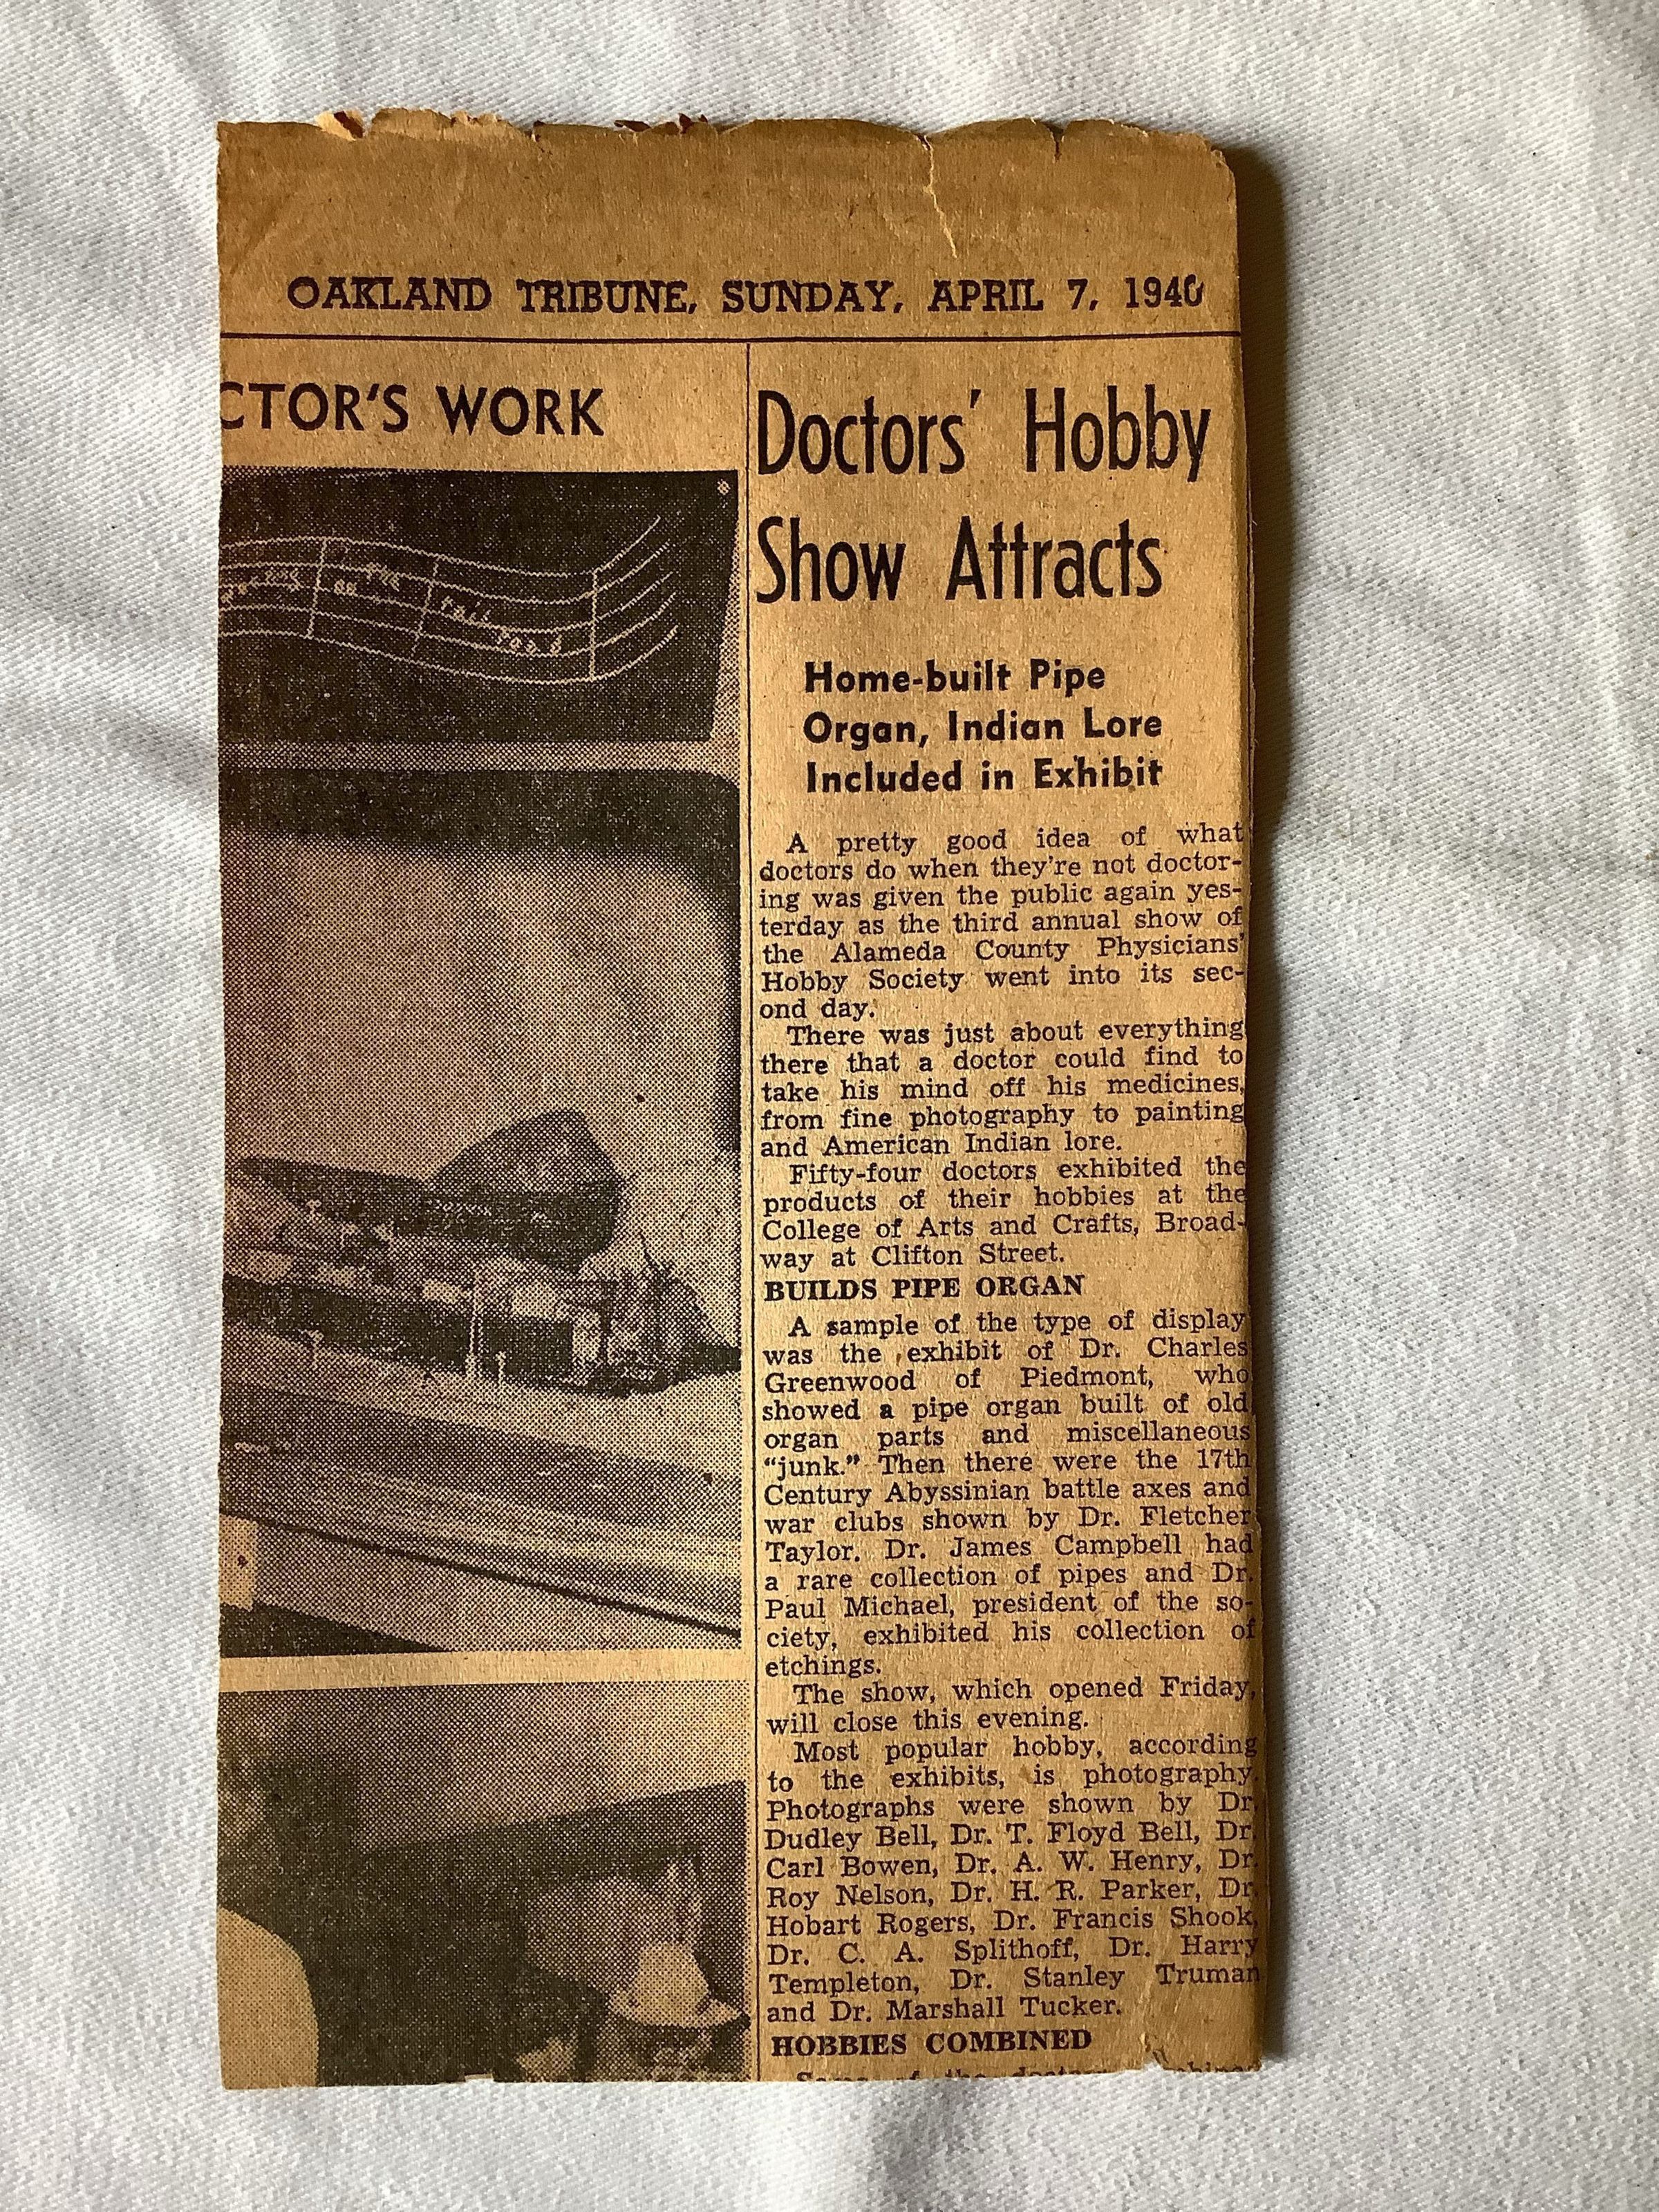 OAKLAND TRIBUNE, SUNDAY, APRIL 7, 1940
CTOR'S WORK
on the
rail
road
Doctors' Hobby
Show Attracts
Home-built Pipe
Organ, Indian Lore
Included in Exhibit
A pretty good idea of what
doctors do when they're not doctor-
ing was given the public again yes-
terday as the third annual show of
the Alameda County Physicians'
Hobby Society went into its sec-
ond day.
There was just about everything
there that a doctor could find to
take his mind off his medicines,
from fine photography to painting
and American Indian lore.
Fifty-four doctors exhibited the
products of their hobbies at the
College of Arts and Crafts, Broad-
way at Clifton Street.
BUILDS PIPE ORGAN
A sample of the type of display
was the exhibit of Dr. Charles
Greenwood of Piedmont, who
showed a pipe organ built of old
organ parts and miscellaneous
"junk." Then there were the 17th
Century Abyssinian battle axes and
war clubs shown by Dr. Fletcher
Taylor. Dr. James Campbell had
a rare collection of pipes and Dr.
Paul Michael, president of the so-
ciety, exhibited his collection of
etchings.
The show, which opened Friday,
will close this evening.
Most popular hobby, according
to the exhibits, is photography.
Photographs were shown by Dr.
Dudley Bell, Dr. T. Floyd Bell, Dr.
Carl Bowen, Dr. A. W. Henry, Dr.
Roy Nelson, Dr. H. R. Parker, Dr.
Hobart Rogers, Dr. Francis Shook,
Dr. C. A. Splithoff, Dr. Harry
Templeton, Dr. Stanley Truman
and Dr. Marshall Tucker.
HOBBIES COMBINED
Some of the doctors